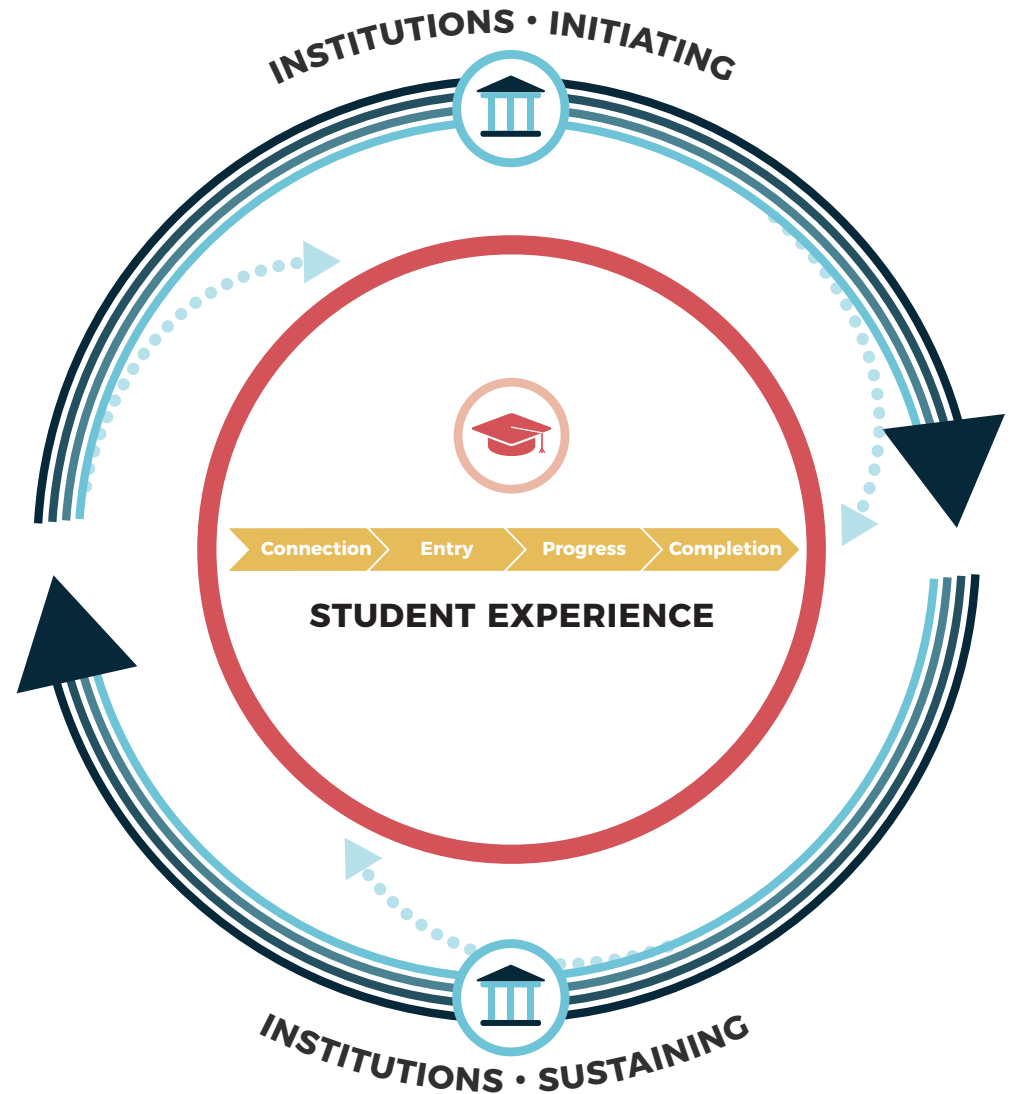 INSTITUTIONS • INITIATING
Connection Entry Progress Completion
STUDENT EXPERIENCE
INSTITUTIONS • SUSTAINING